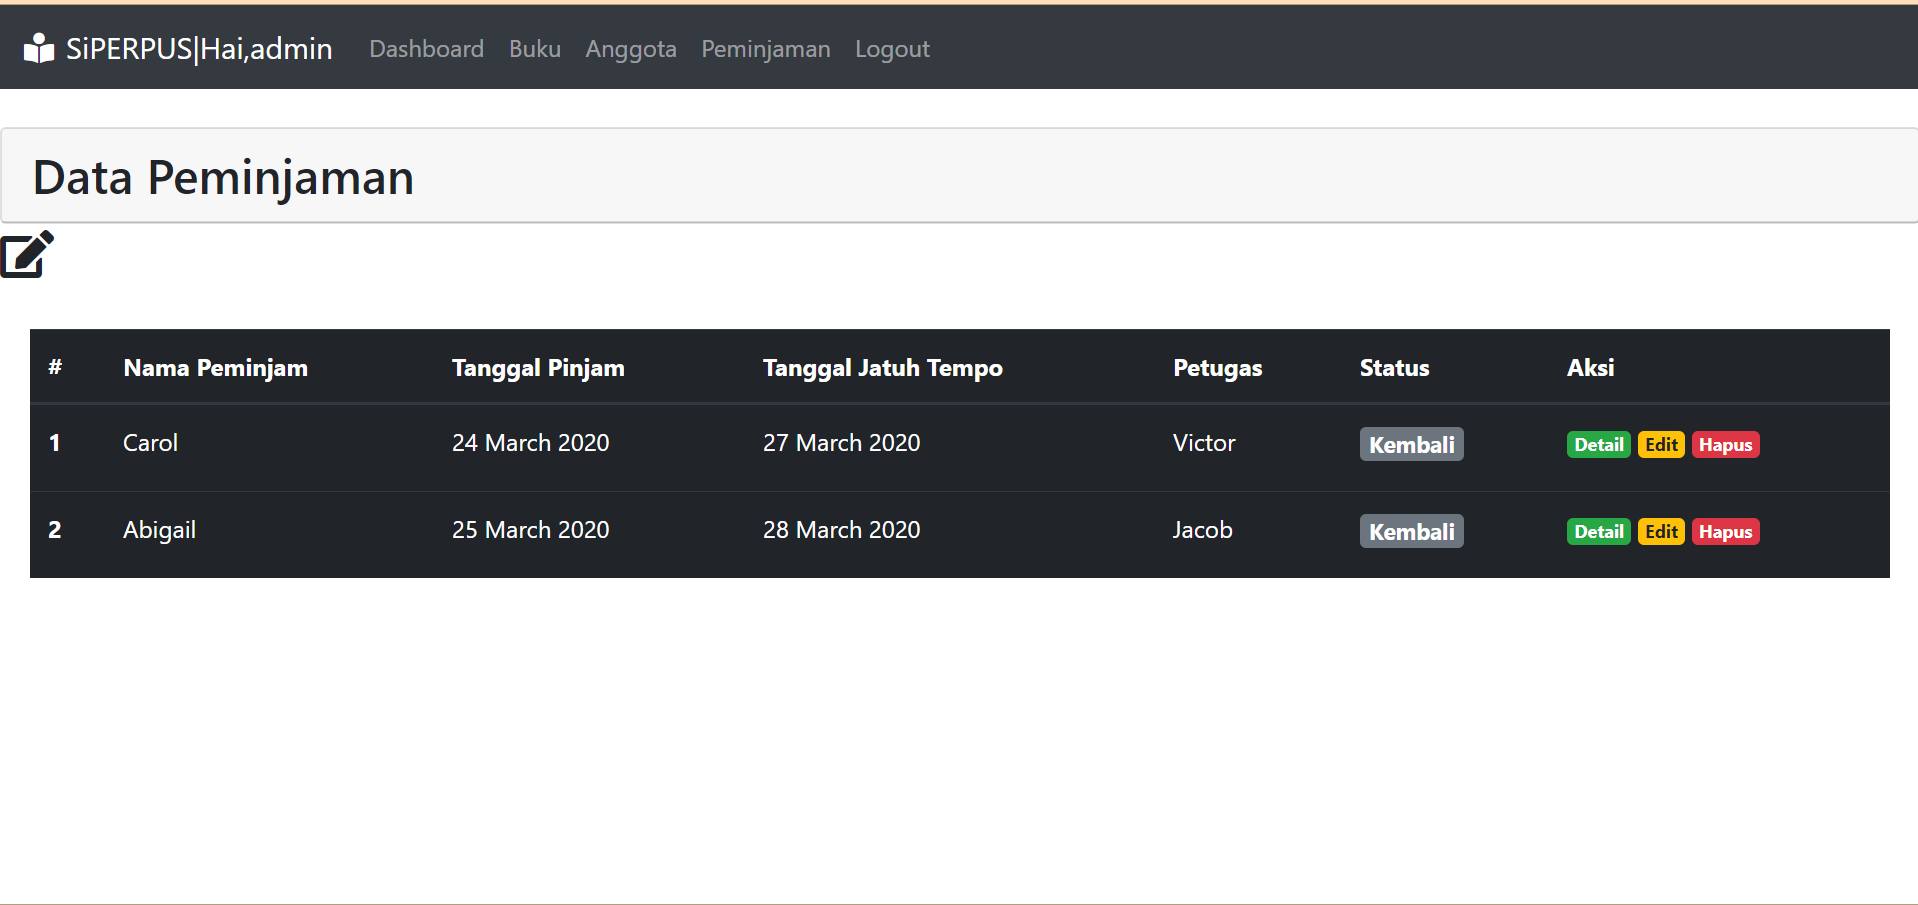 SiPERPUS|Hai,admin Dashboard Buku Anggota Peminjaman Logout
Data Peminjaman
# Nama Peminjam Tanggal Pinjam Tanggal Jatuh Tempo Petugas Status Aksi
1 Carol 24 March 2020 27 March 2020 Victor Kembali Detail Edit Hapus
2 Abigail 25 March 2020 28 March 2020 Jacob Kembali Detail Edit Hapus